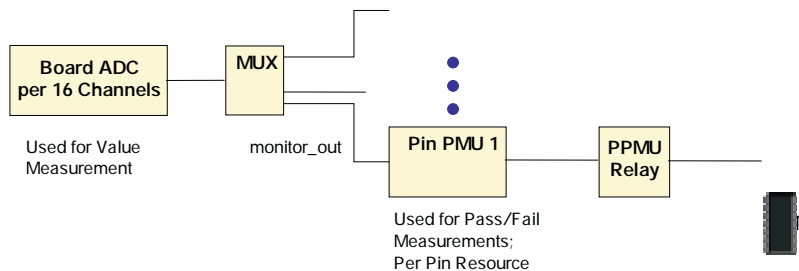 Board ADC
per 16 Channels
MUX
Used for Value
Measurement
monitor_out
Pin PMU 1
PPMU
Relay
Used for Pass/Fail
Measurements;
Per Pin Resource